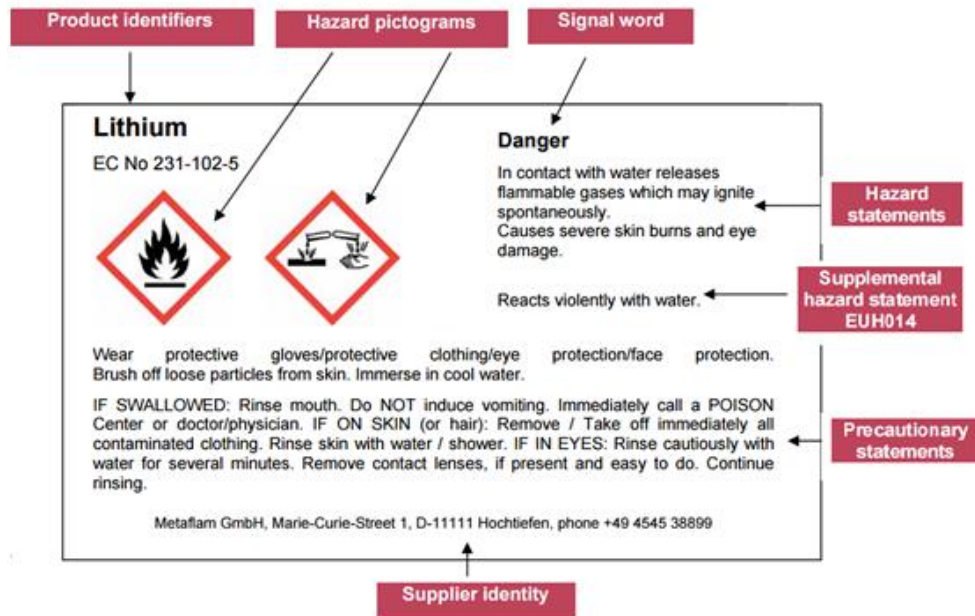 Product identifiers
Hazard pictograms
Signal word
Lithium
EC No 231-102-5
Danger
In contact with water releases
flammable gases which may ignite
spontaneously.
Causes severe skin burns and eye
damage.
Hazard
statements
Reacts violently with water.
Supplemental
hazard statement
EUH014
Wear protective gloves/protective clothing/eye protection/face protection.
Brush off loose particles from skin. Immerse in cool water.
IF SWALLOWED: Rinse mouth. Do NOT induce vomiting. Immediately call a POISON
Center or doctor/physician. IF ON SKIN (or hair): Remove / Take off immediately all
contaminated clothing. Rinse skin with water / shower. IF IN EYES: Rinse cautiously with
water for several minutes. Remove contact lenses, if present and easy to do. Continue
rinsing.
Precautionary
statements
Metaflam GmbH, Marie-Curie-Street 1, D-11111 Hochtiefen, phone +49 4545 38899
Supplier identity